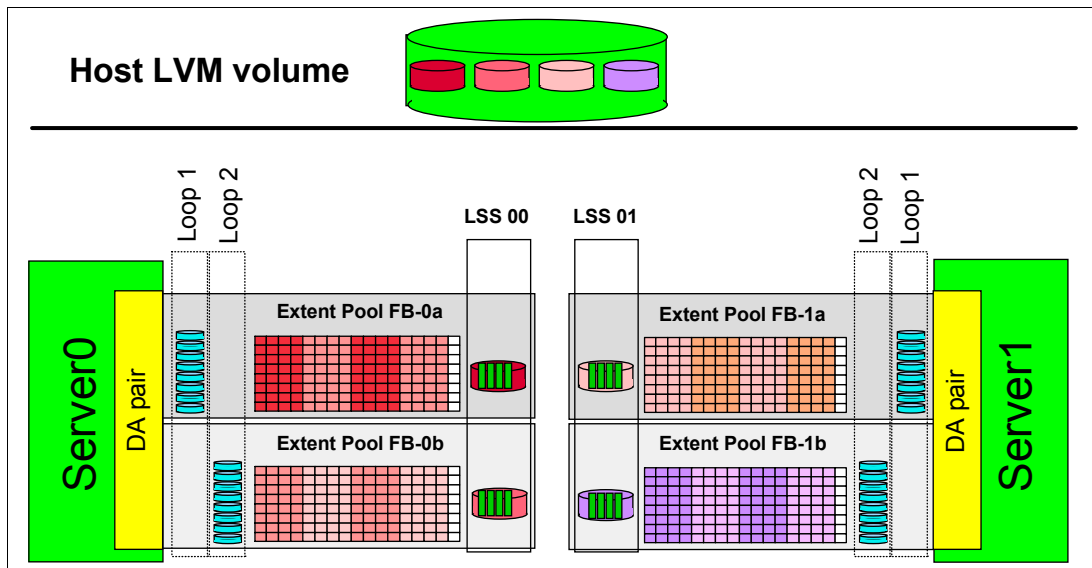 Host LVM volume
Loop 1
Loop 2
LSS 00
LSS 01
Loop 2
Loop 1
Server0
DA pair
Extent Pool FB-0a
Extent Pool FB-1a
Extent Pool FB-0b
Extent Pool FB-1b
DA pair
Server1